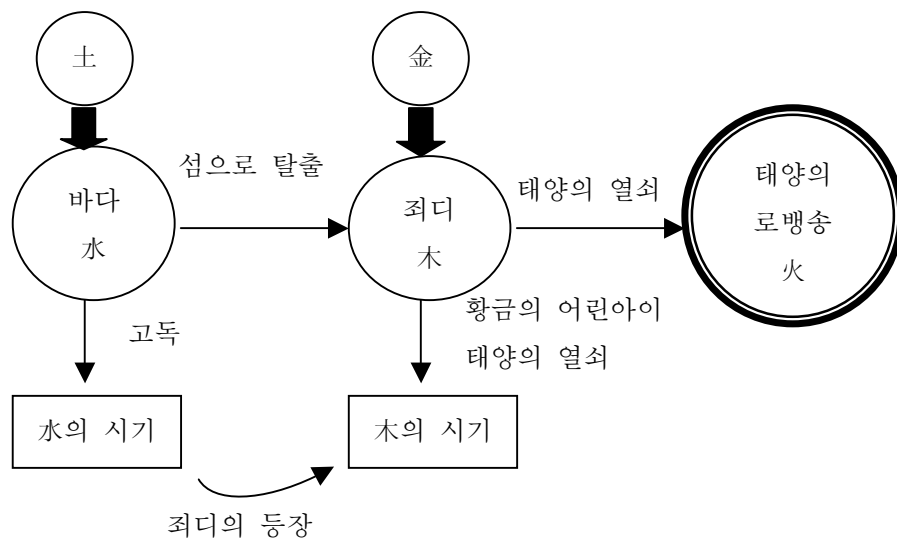 土
金
바다
水
섬으로 탈출
죄디
木
태양의 열쇠
태양의
로뱅송
火
고독
황금의 어린아이
태양의 열쇠
水의 시기
木의 시기
죄디의 등장